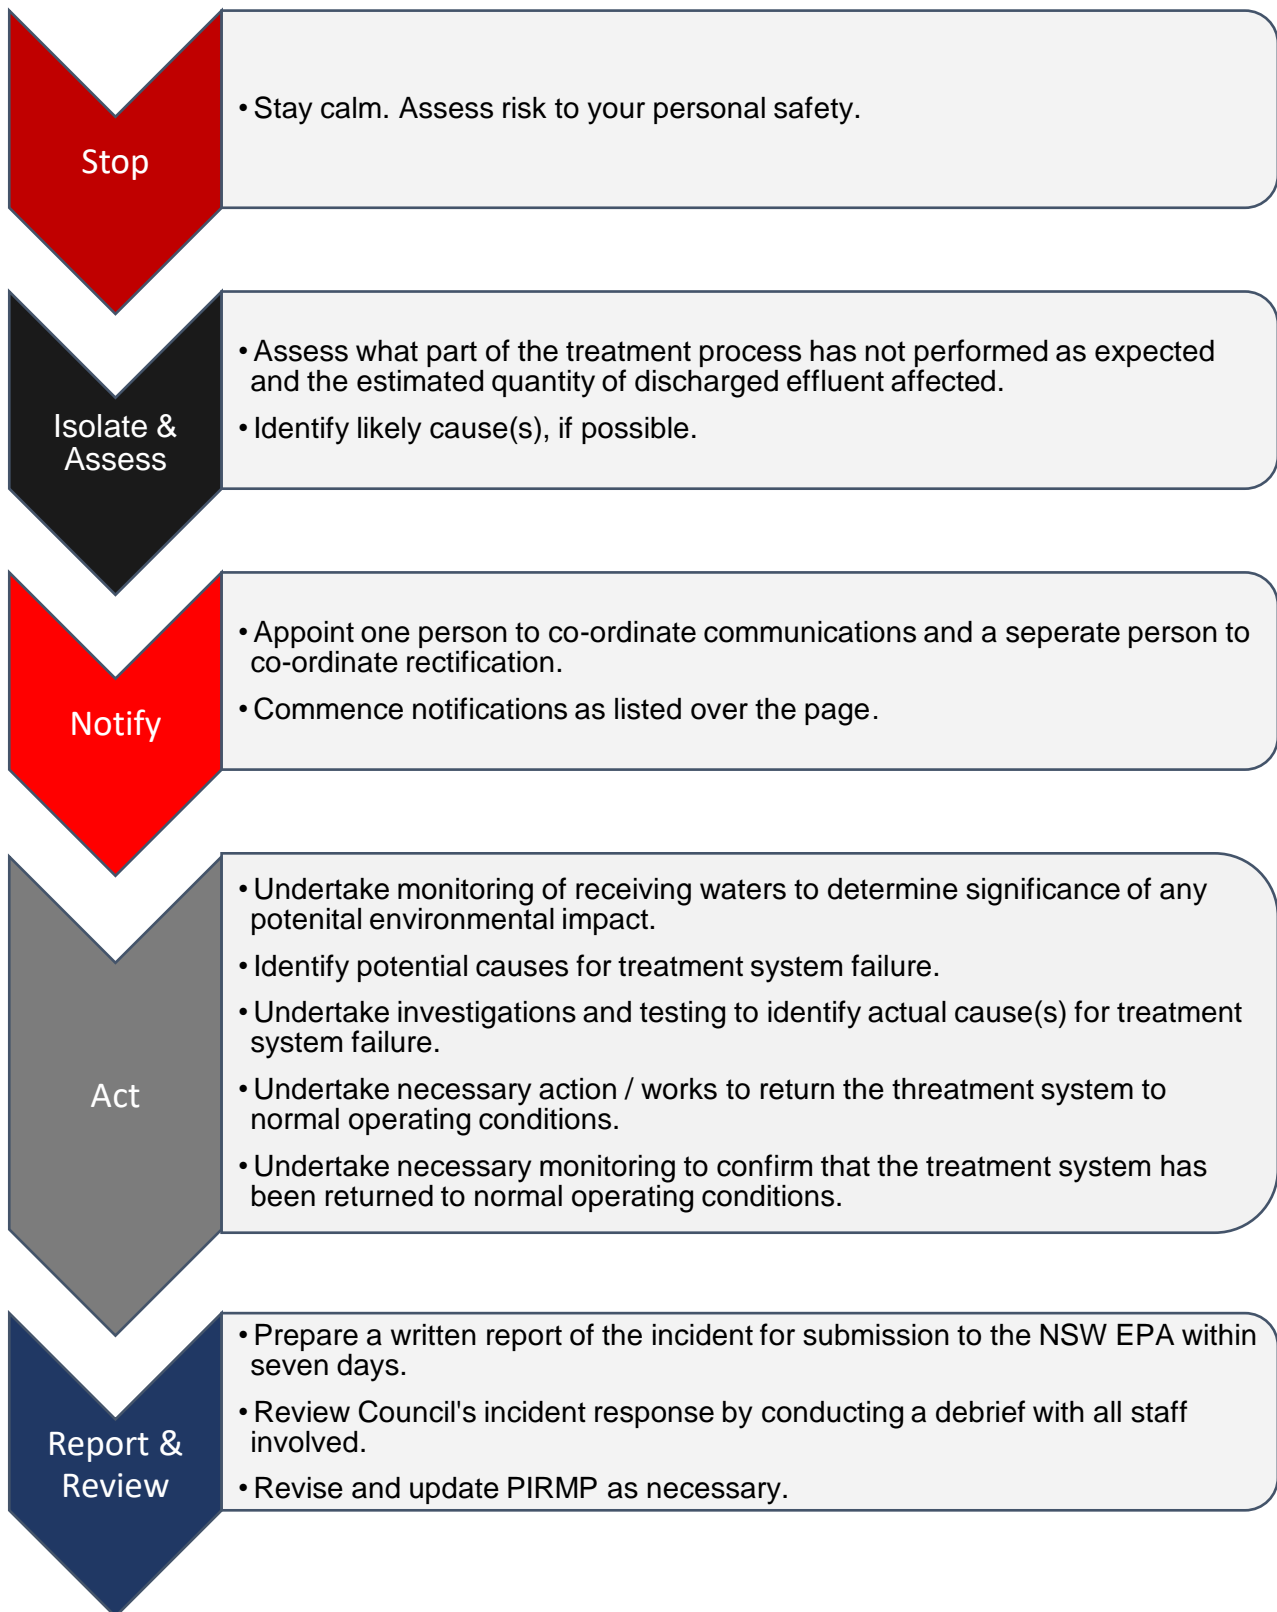 Stop
• Stay calm. Assess risk to your personal safety.
Isolate &
Assess
• Assess what part of the treatment process has not performed as expected
and the estimated quantity of discharged effluent affected.
• Identify likely cause(s), if possible.
Notify
• Appoint one person to co-ordinate communications and a seperate person to
co-ordinate rectification.
• Commence notifications as listed over the page.
Act
• Undertake monitoring of receiving waters to determine significance of any
potenital environmental impact.
• Identify potential causes for treatment system failure.
• Undertake investigations and testing to identify actual cause(s) for treatment
system failure.
• Undertake necessary action / works to return the threatment system to
normal operating conditions.
• Undertake necessary monitoring to confirm that the treatment system has
been returned to normal operating conditions.
Report &
Review
• Prepare a written report of the incident for submission to the NSW EPA within
seven days.
• Review Council's incident response by conducting a debrief with all staff
involved.
• Revise and update PIRMP as necessary.